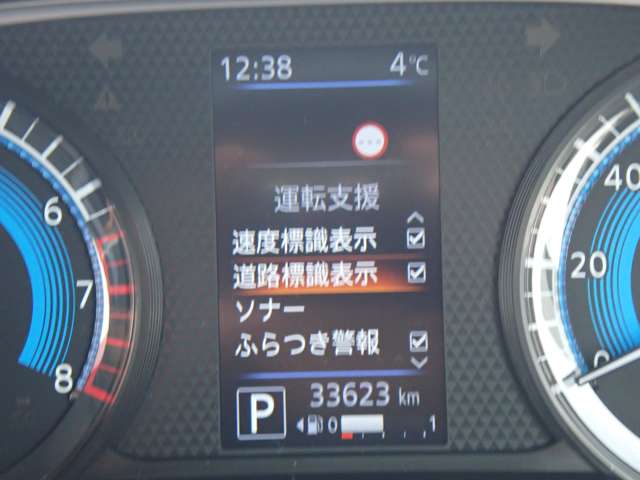 12:38 4°C
運転支援
速度標識表示
道路標識表示
ソナー
ふらつき警報
P 33623 km
0 1
6
7
8
40
20
0